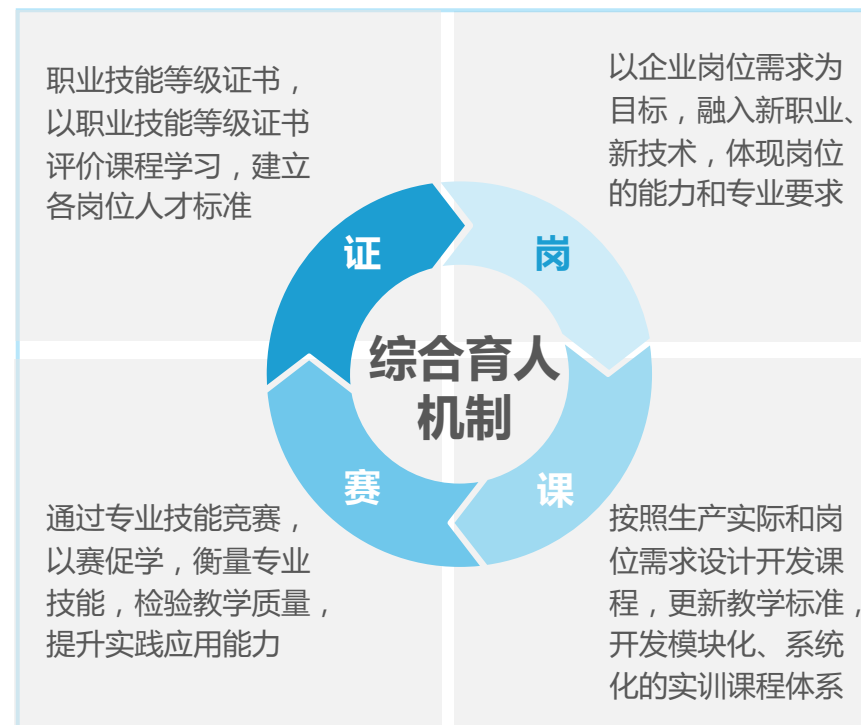 职业技能等级证书，
以职业技能等级证书
评价课程学习，建立
各岗位人才标准
以企业岗位需求为
目标，融入新职业、
新技术，体现岗位
的能力和专业要求
证
岗
综合育人
机制
赛
课
通过专业技能竞赛，
以赛促学，衡量专业
技能，检验教学质量，
提升实践应用能力
按照生产实际和岗
位需求设计开发课
程，更新教学标准，
开发模块化、系统
化的实训课程体系